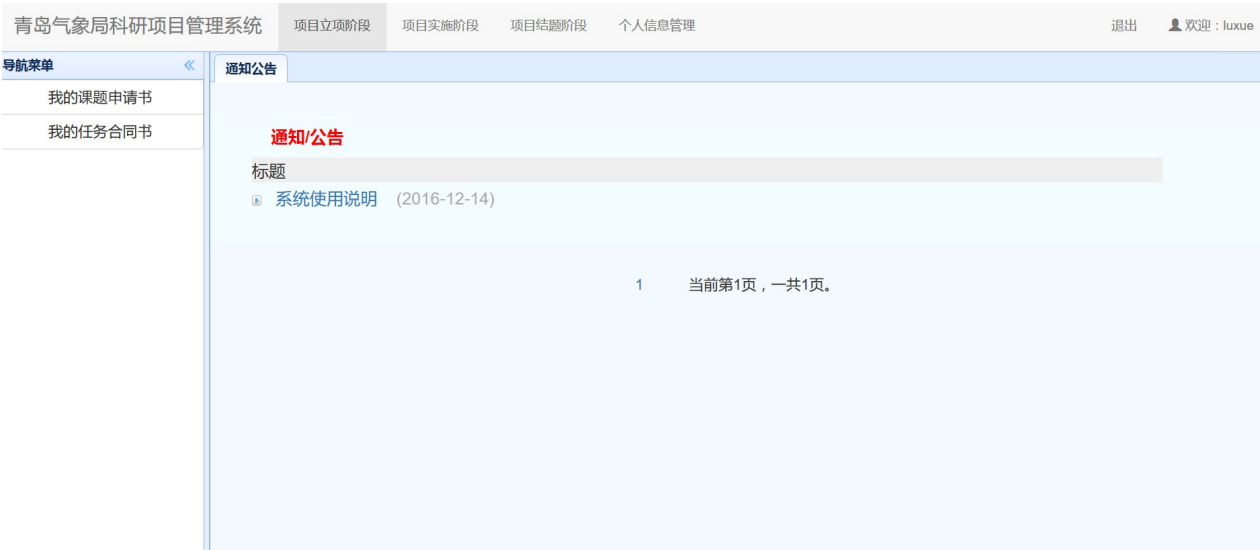 青岛气象局科研项目管理系统 项目立项阶段 项目实施阶段 项目结题阶段 个人信息管理 退出 欢迎：luxue
导航菜单 通知公告
我的课题申请书
我的任务合同书
通知/公告
标题
系统使用说明 (2016-12-14)
1 当前第1页，一共1页。